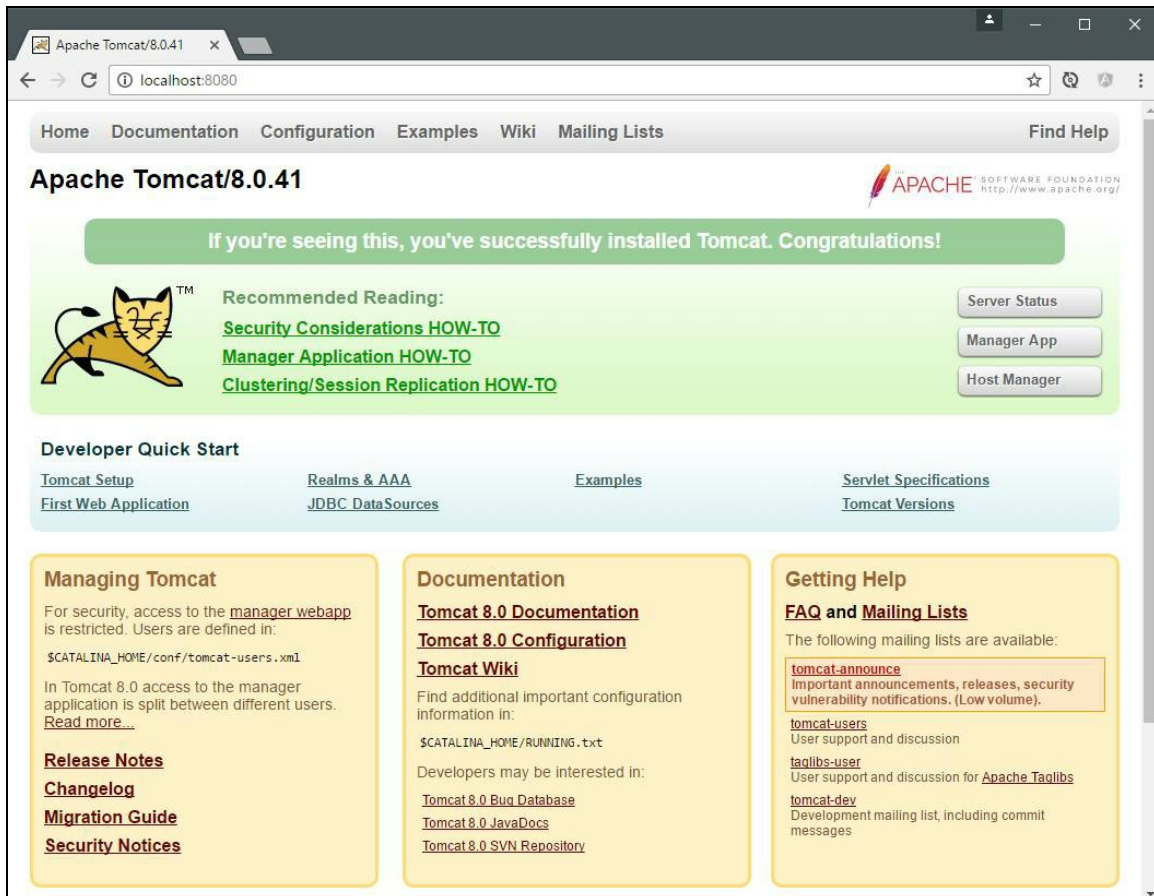 Apache Tomcat/8.0.41
localhost:8080
Home Documentation Configuration Examples Wiki Mailing Lists Find Help
Apache Tomcat/8.0.41
THE
APACHE SOFTWARE FOUNDATION
http://www.apache.org/
If you're seeing this, you've successfully installed Tomcat. Congratulations!
TM
Recommended Reading:
Security Considerations HOW-TO
Manager Application HOW-TO
Clustering/Session Replication HOW-TO
Server Status
Manager App
Host Manager
Developer Quick Start
Tomcat Setup
First Web Application
Realms & AAA
JDBC DataSources
Examples
Servlet Specifications
Tomcat Versions
Managing Tomcat
For security, access to the manager webapp
is restricted. Users are defined in:
$CATALINA_HOME/conf/tomcat-users.xml
In Tomcat 8.0 access to the manager
application is split between different users.
Read more...
Release Notes
Changelog
Migration Guide
Security Notices
Documentation
Tomcat 8.0 Documentation
Tomcat 8.0 Configuration
Tomcat Wiki
Find additional important configuration
information in:
$CATALINA_HOME/RUNNING.txt
Developers may be interested in:
Tomcat 8.0 Bug Database
Tomcat 8.0 JavaDocs
Tomcat 8.0 SVN Repository
Getting Help
FAQ and Mailing Lists
The following mailing lists are available:
tomcat-announce
Important announcements, releases, security
vulnerability notifications. (Low volume).
tomcat-users
User support and discussion
taglibs-user
User support and discussion for Apache Taglibs
tomcat-dev
Development mailing list, including commit
messages